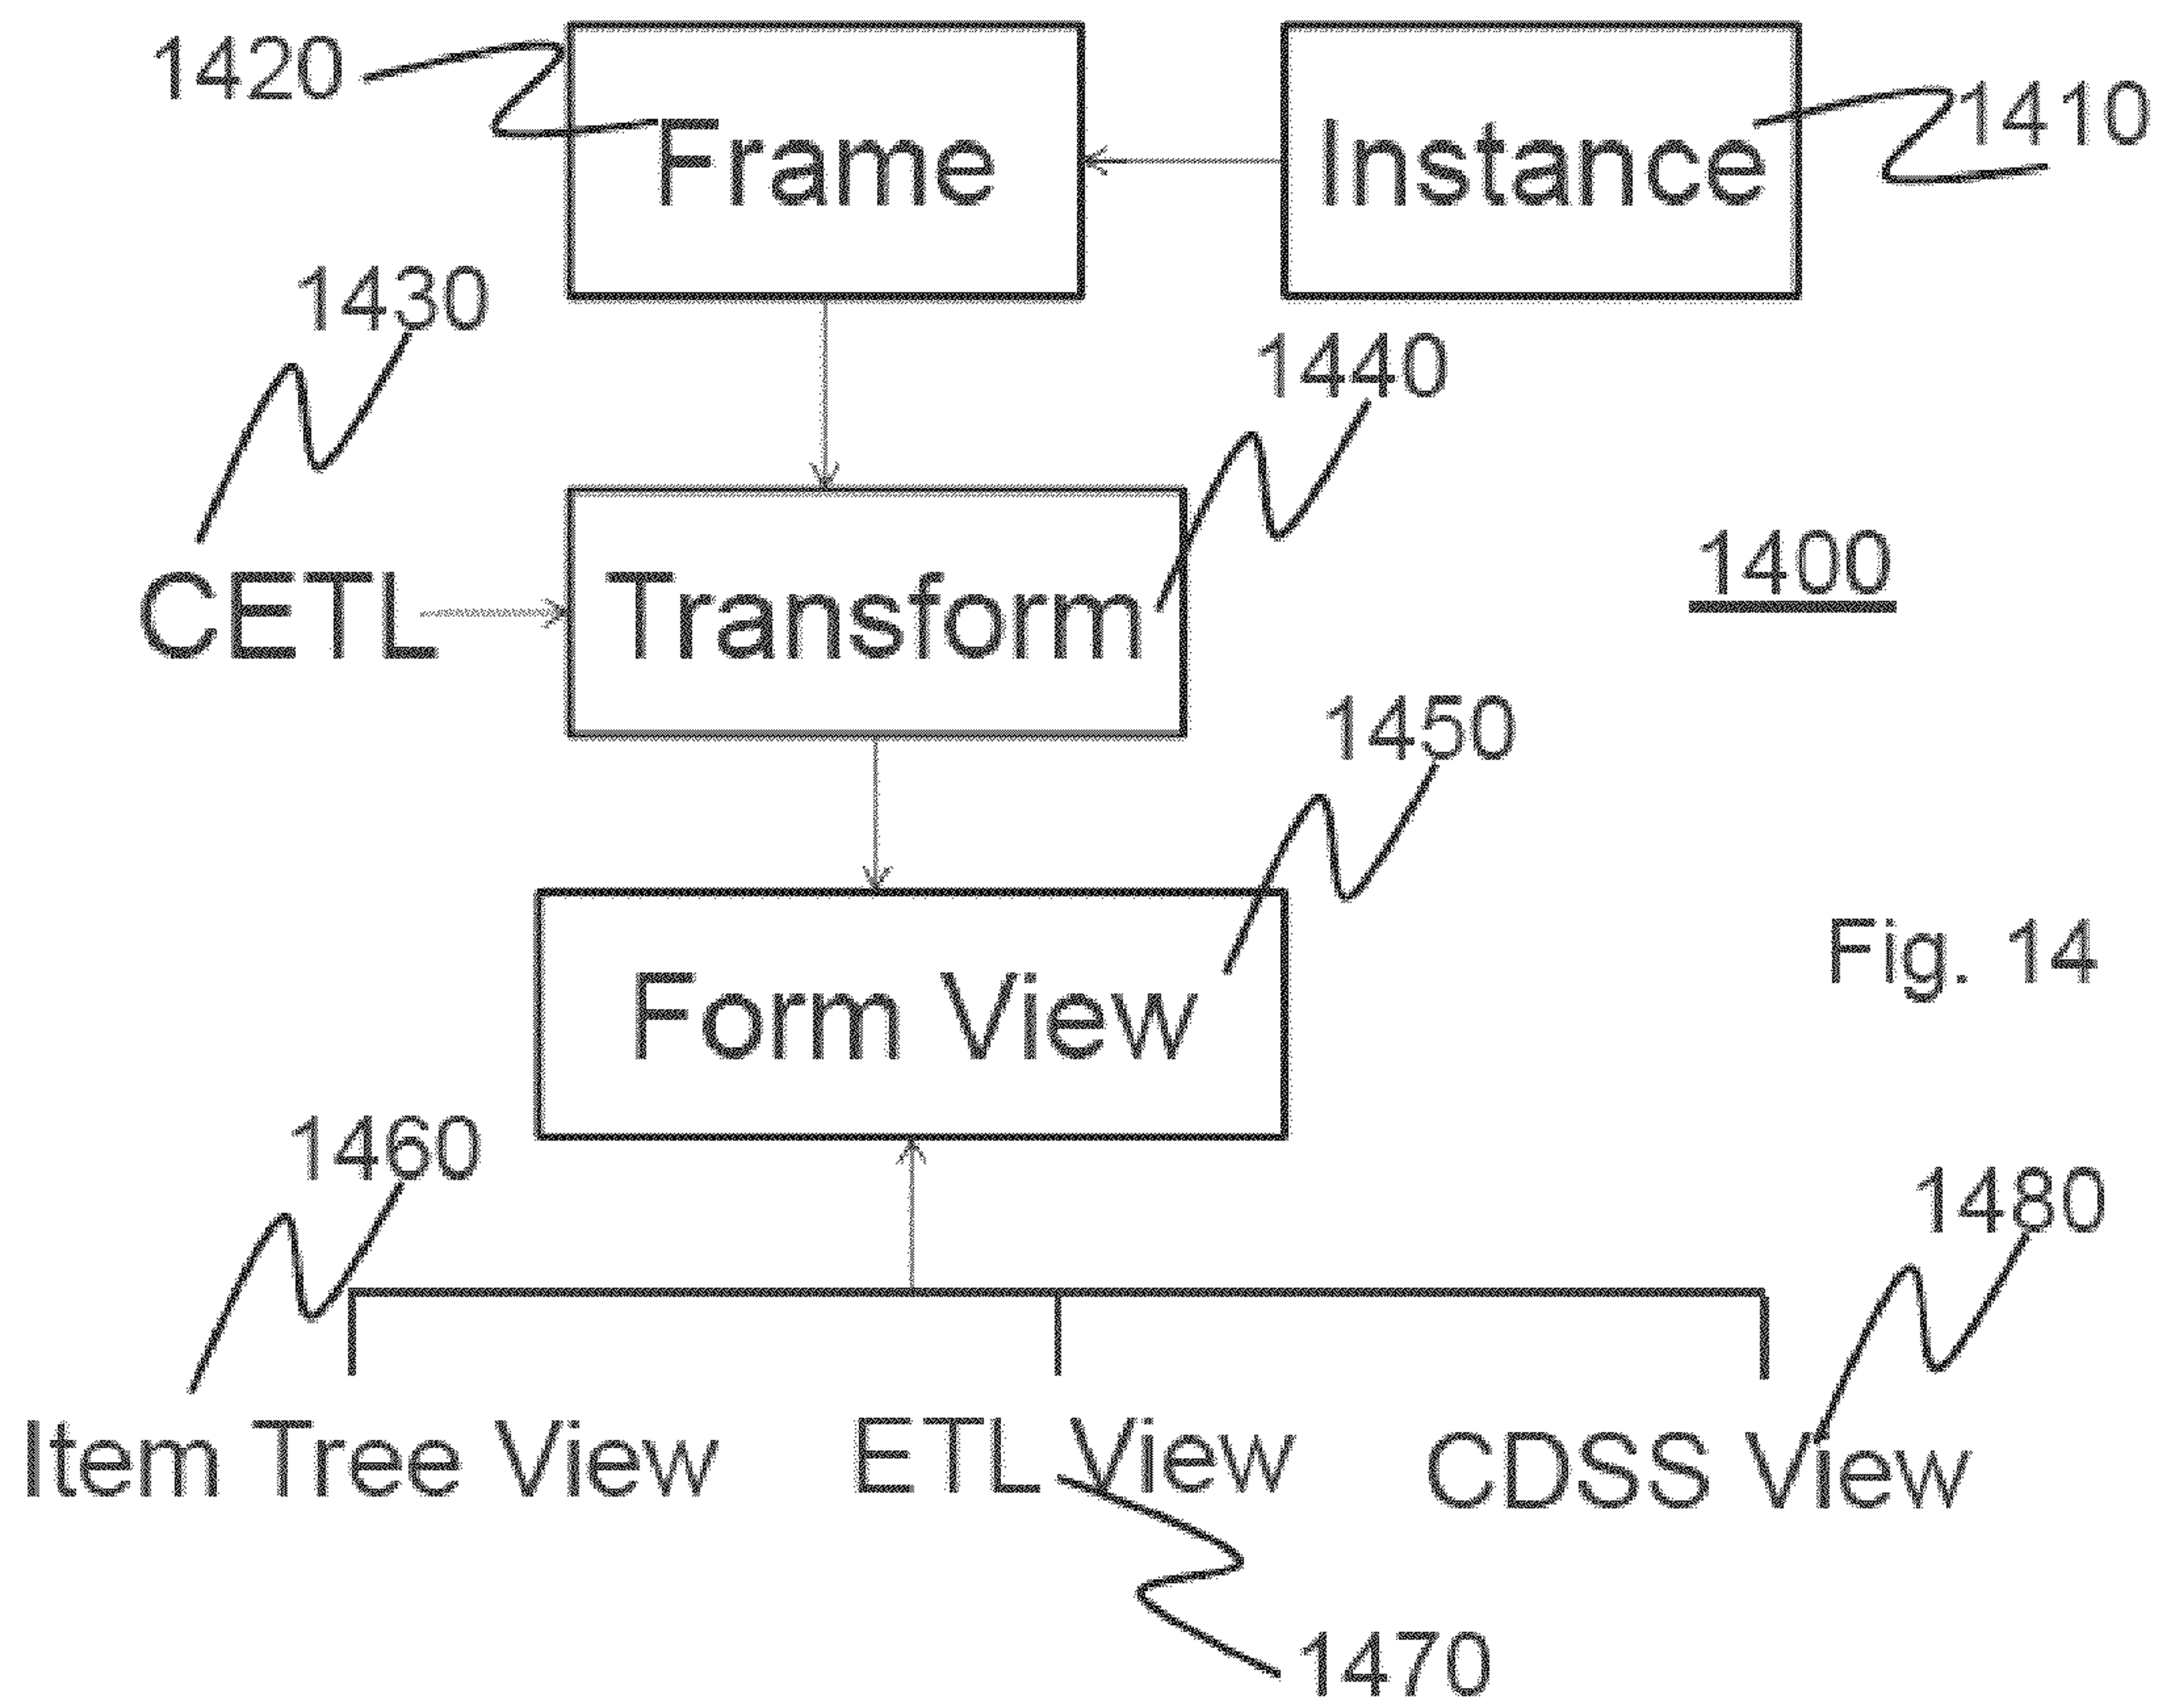 1420
Frame
Instance
1410
1430
1440
CETL
Transform
1400
1450
Form View
Fig. 14
1460
1480
Item Tree View
ETL View
CDSS View
1470